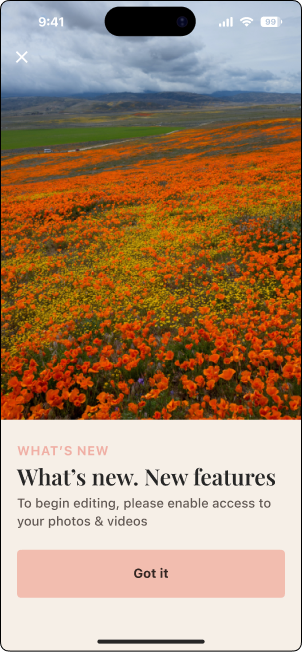 9:41
99
WHAT'S NEW
What's new. New features
To begin editing, please enable access to
your photos & videos
Got it